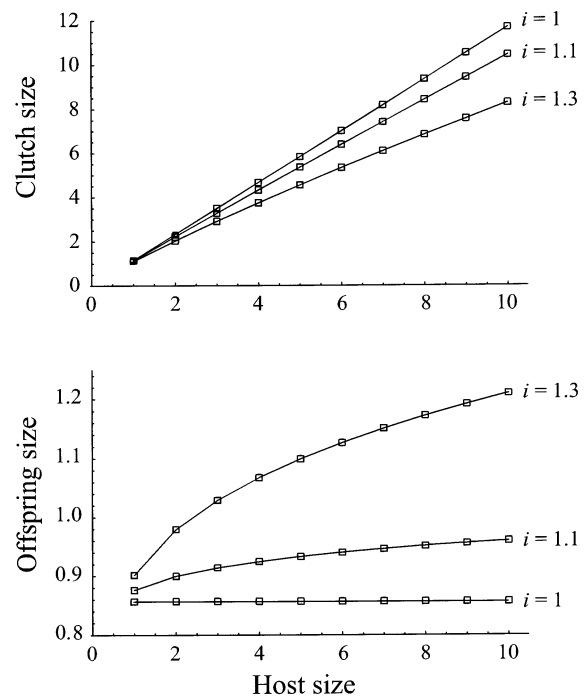 12
10
8
6
4
2
0
Clutch size
i = 1
i = 1.1
i = 1.3
0 2 4 6 8 10
1.2
1.1
1.0
0.9
0.8
Offspring size
i = 1.3
i = 1.1
i = 1
0 2 4 6 8 10
Host size